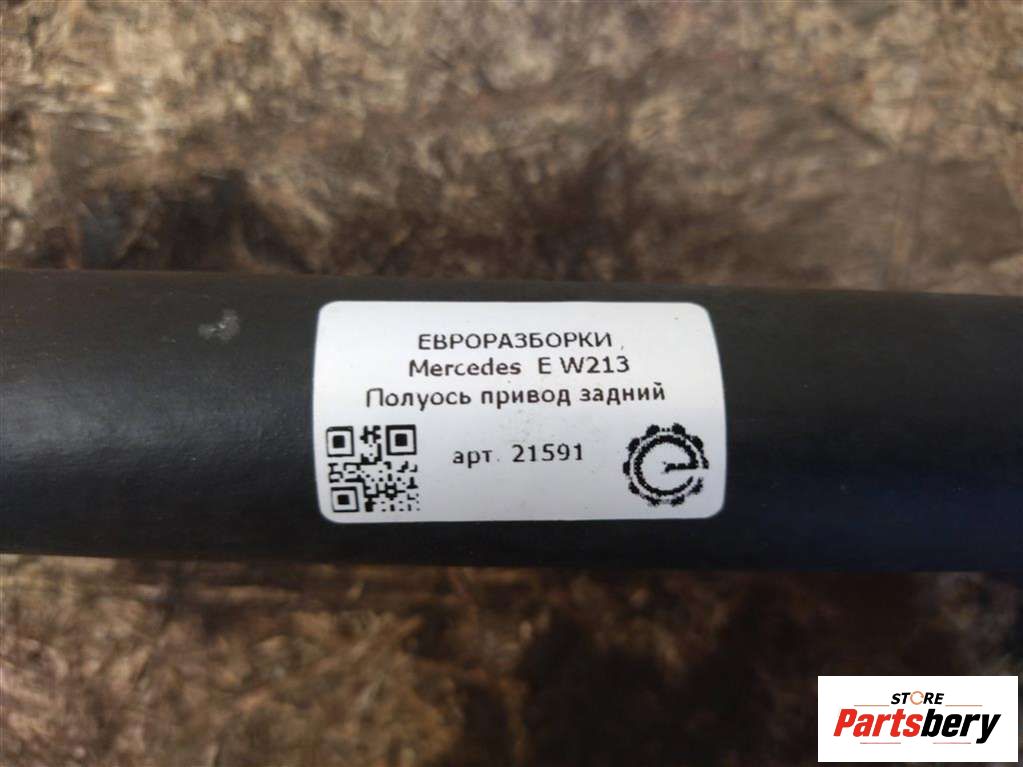 ЕВРОРАЗБОРКИ
Mercedes E W213
Полуось привод задний
арт. 21591
STORE
Partsbery